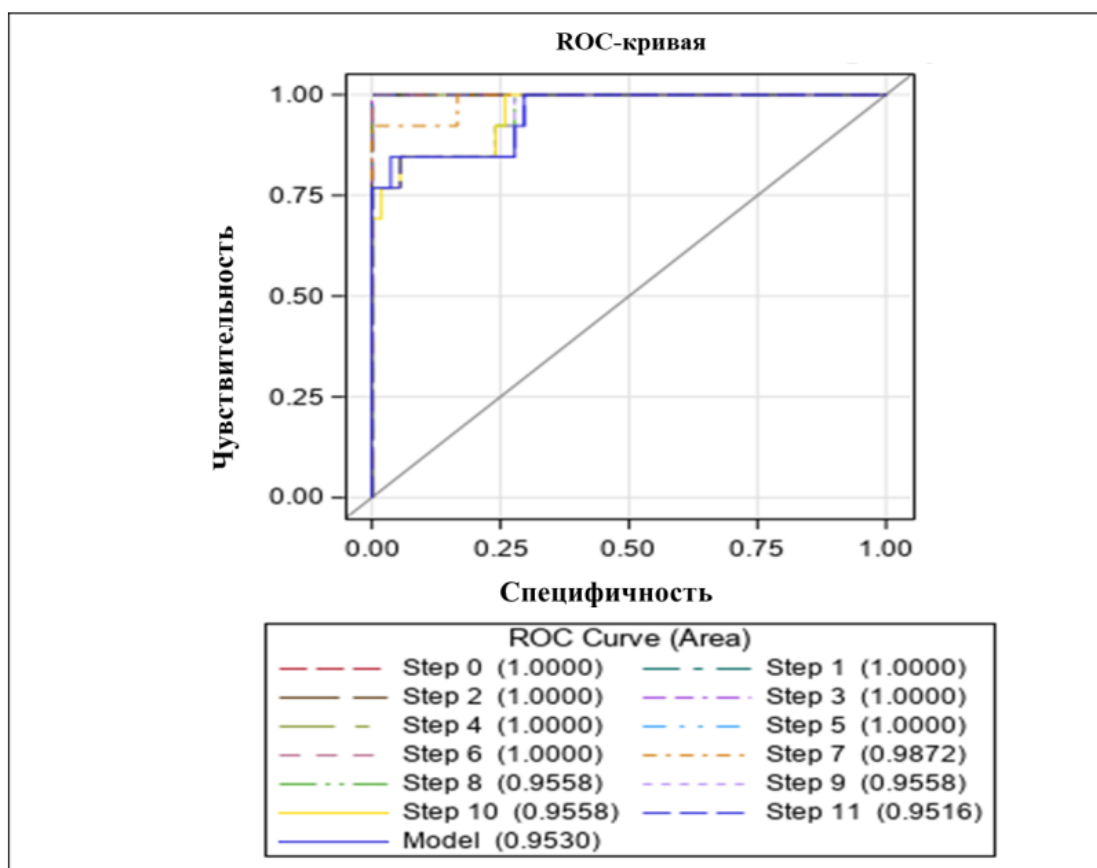 ROC-кривая
1.00
0.75
0.50
0.25
0.00
Чувствительность
0.00 0.25 0.50 0.75 1.00
Специфичность
ROC Curve (Area)
Step 0 (1.0000) Step 1 (1.0000)
Step 2 (1.0000) Step 3 (1.0000)
Step 4 (1.0000) Step 5 (1.0000)
Step 6 (1.0000) Step 7 (0.9872)
Step 8 (0.9558) Step 9 (0.9558)
Step 10 (0.9558) Step 11 (0.9516)
Model (0.9530)